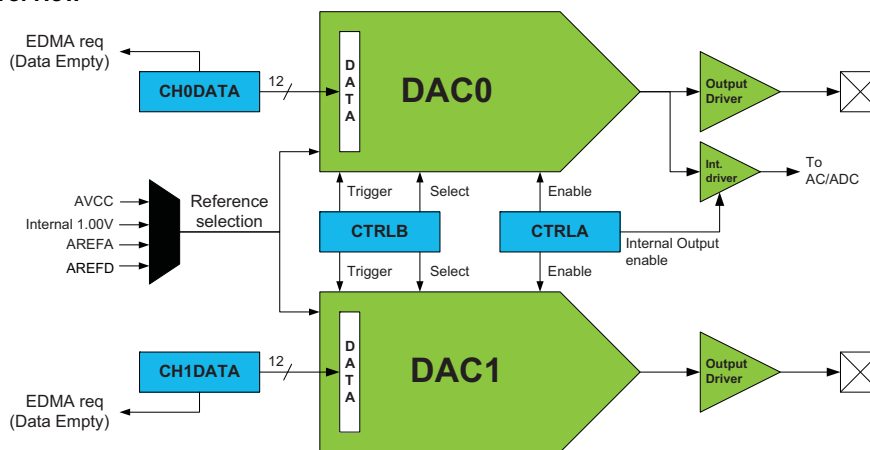 EDMA req
(Data Empty)
CH0DATA
12
DATA
DAC0
Output
Driver
Int.
driver
To
AC/ADC
AVCC
Internal 1.00V
AREFA
AREFD
Reference
selection
Trigger
Select
Enable
CTRLB
CTRLA
Internal Output
enable
Trigger
Select
Enable
CH1DATA
12
DATA
DAC1
Output
Driver
EDMA req
(Data Empty)